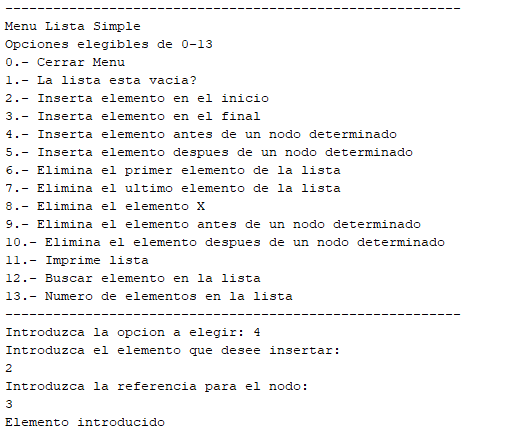 ---------------------------------------------------------
Menu Lista Simple
Opciones elegibles de 0-13
0.- Cerrar Menu
1.- La lista esta vacia?
2.- Inserta elemento en el inicio
3.- Inserta elemento en el final
4.- Inserta elemento antes de un nodo determinado
5.- Inserta elemento despues de un nodo determinado
6.- Elimina el primer elemento de la lista
7.- Elimina el ultimo elemento de la lista
8.- Elimina el elemento X
9.- Elimina el elemento antes de un nodo determinado
10.- Elimina el elemento despues de un nodo determinado
11.- Imprime lista
12.- Buscar elemento en la lista
13.- Numero de elementos en la lista
---------------------------------------------------------
Introduzca la opcion a elegir: 4
Introduzca el elemento que desee insertar:
2
Introduzca la referencia para el nodo:
3
Elemento introducido